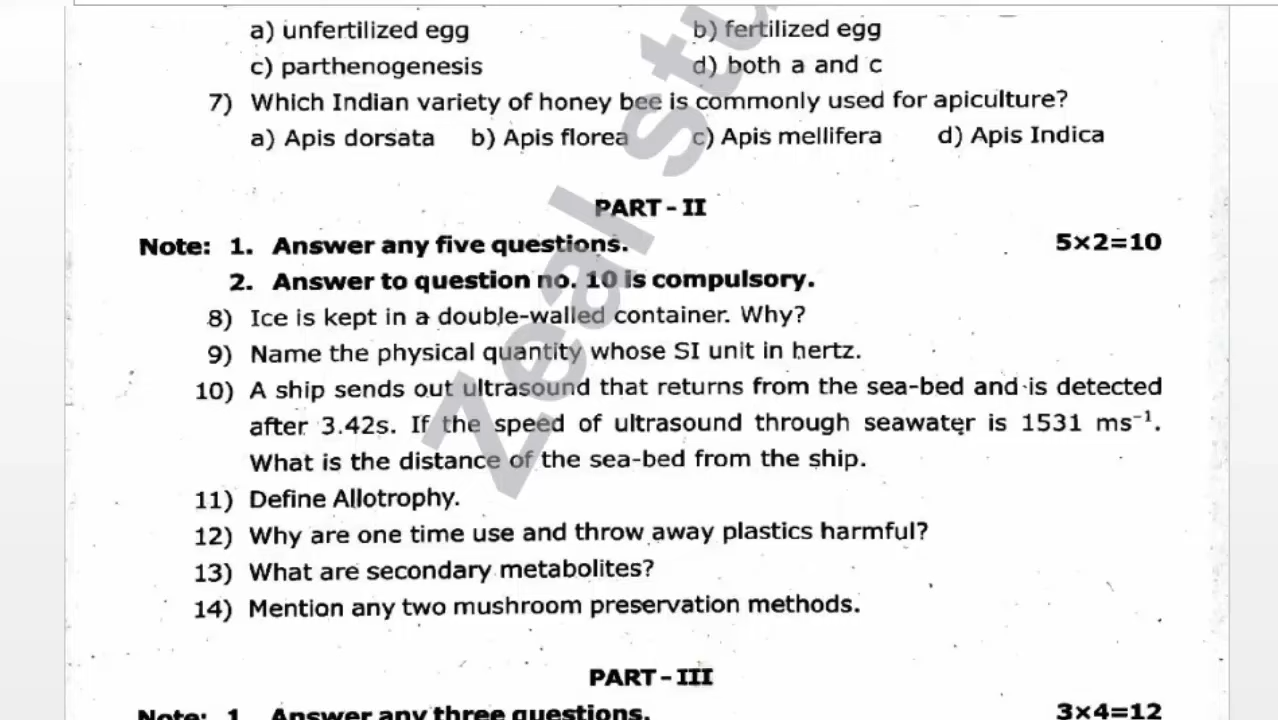 a) unfertilized egg b) fertilized egg
c) parthenogenesis d) both a and c
7) Which Indian variety of honey bee is commonly used for apiculture?
a) Apis dorsata b) Apis florea c) Apis mellifera d) Apis Indica
PART - II
Note: 1. Answer any five questions. 5×2=10
2. Answer to question no. 10 is compulsory.
8) Ice is kept in a double-walled container. Why?
9) Name the physical quantity whose SI unit in hertz.
10) A ship sends out ultrasound that returns from the sea-bed and is detected
after 3.42s. If the speed of ultrasound through seawater is 1531 ms⁻¹.
What is the distance of the sea-bed from the ship.
11) Define Allotrophy.
12) Why are one time use and throw away plastics harmful?
13) What are secondary metabolites?
14) Mention any two mushroom preservation methods.
PART - III
Note: 1. Answer any three questions. 3×4=12
Zeal stu